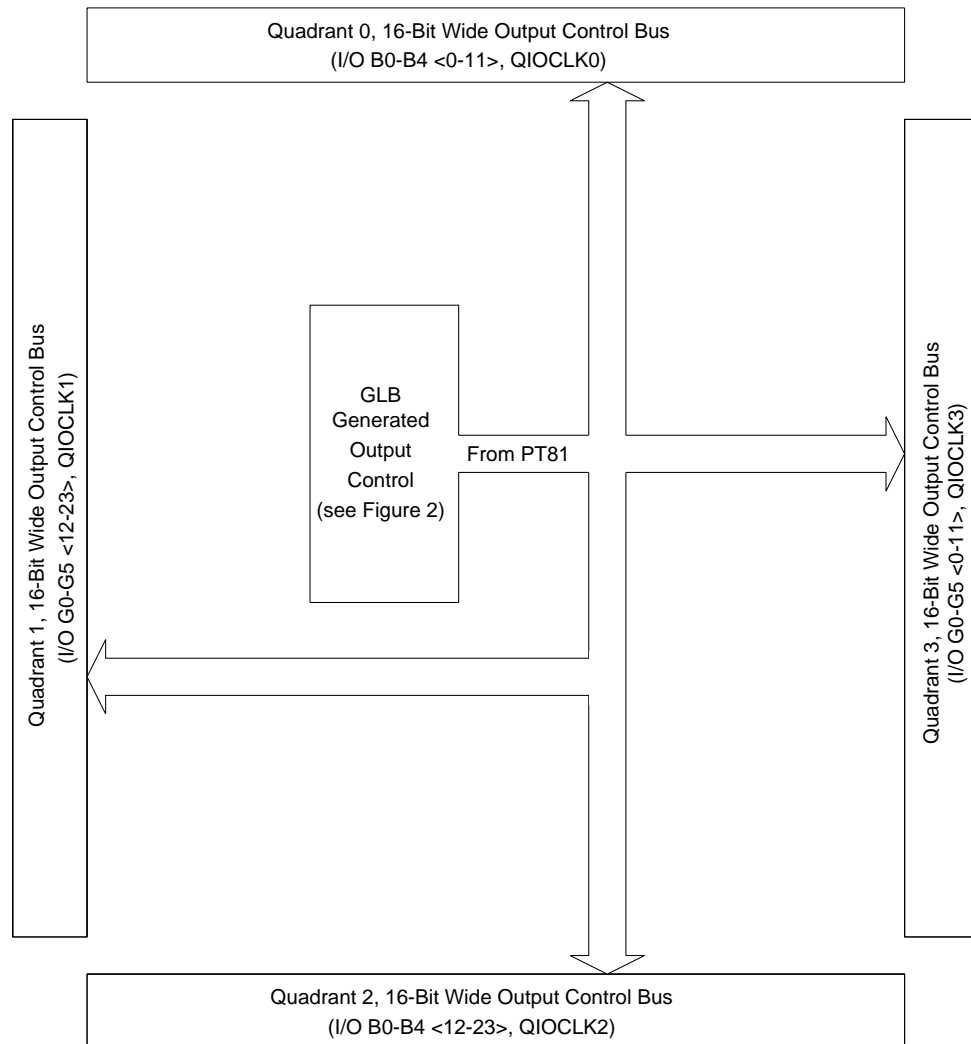 Quadrant 0, 16-Bit Wide Output Control Bus
(I/O B0-B4 <0-11>, QIOCLK0)
Quadrant 1, 16-Bit Wide Output Control Bus
(I/O G0-G5 <12-23>, QIOCLK1)
GLB
Generated
Output
Control
(see Figure 2)
From PT81
Quadrant 3, 16-Bit Wide Output Control Bus
(I/O G0-G5 <0-11>, QIOCLK3)
Quadrant 2, 16-Bit Wide Output Control Bus
(I/O B0-B4 <12-23>, QIOCLK2)